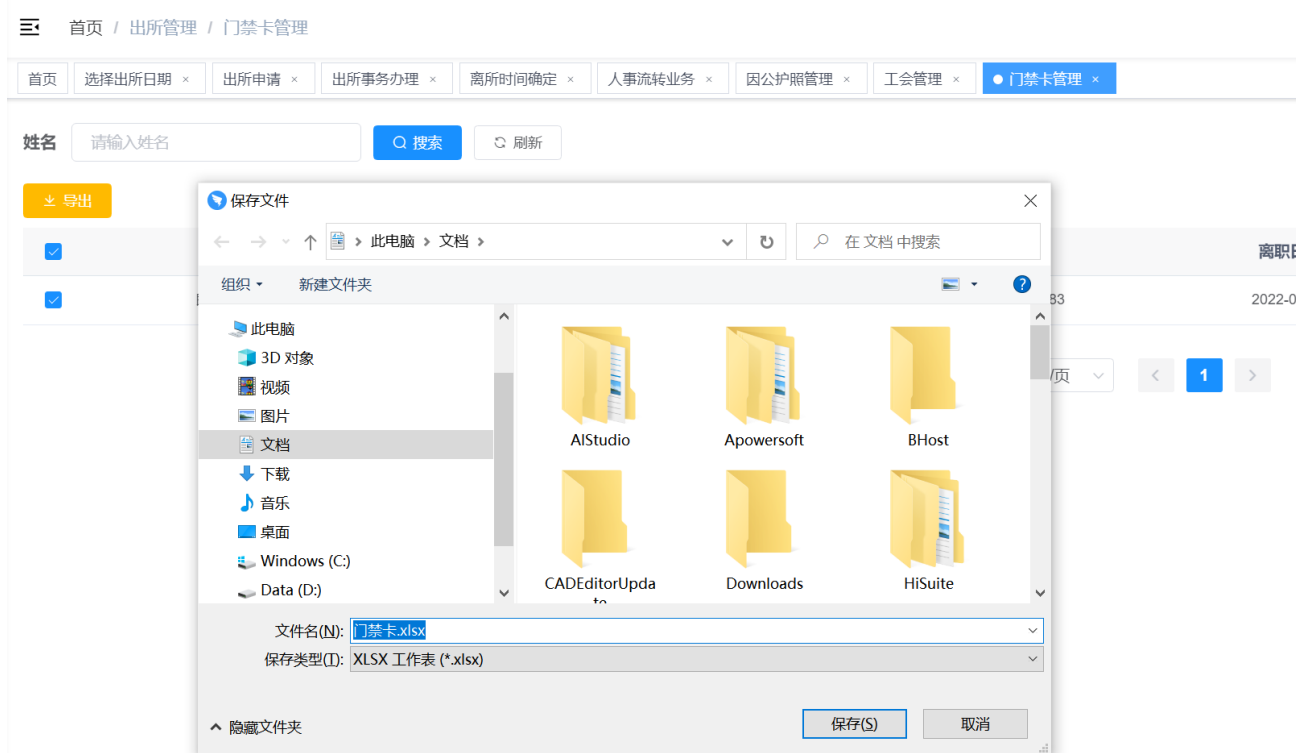 首页 / 出所管理 / 门禁卡管理
首页 选择出所日期 × 出所申请 × 出所事务办理 × 离所时间确定 × 人事流转业务 × 因公护照管理 × 工会管理 × 门禁卡管理 ×
姓名 请输入姓名 搜索 刷新
导出
保存文件
此电脑 > 文档 >
在 文档 中搜索
离职
组织 新建文件夹
83
2022-0
此电脑
3D 对象
视频
图片
文档
下载
音乐
桌面
Windows (C:)
Data (D:)
AIStudio
Apowersoft
BHost
CADEditorUpda
te
Downloads
HiSuite
/页
1
文件名(N): 门禁卡.xlsx
保存类型(T): XLSX 工作表 (*.xlsx)
隐藏文件夹
保存(S)
取消